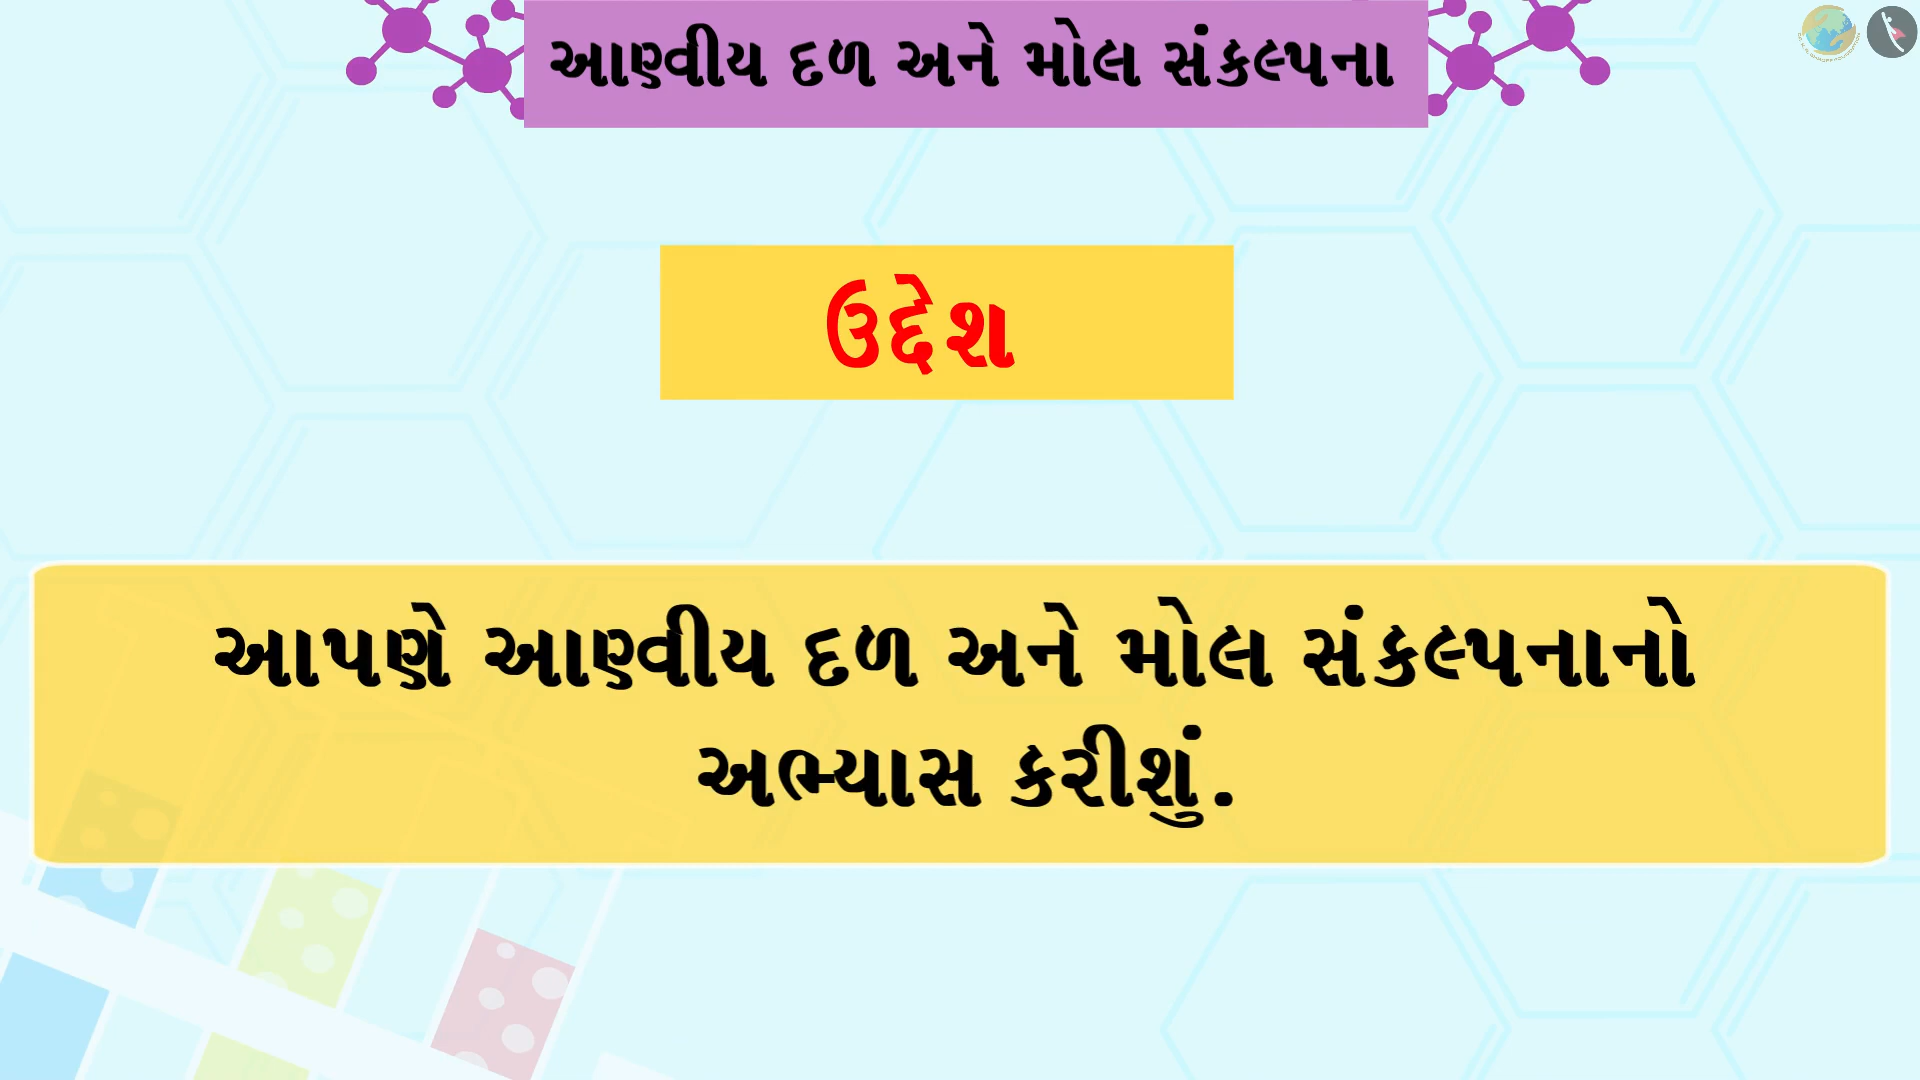 આણ્વીય દળ અને મોલ સંકલ્પના
ઉદ્દેશ
આપણે આણ્વીય દળ અને મોલ સંકલ્પનાનો
અભ્યાસ કરીશું.